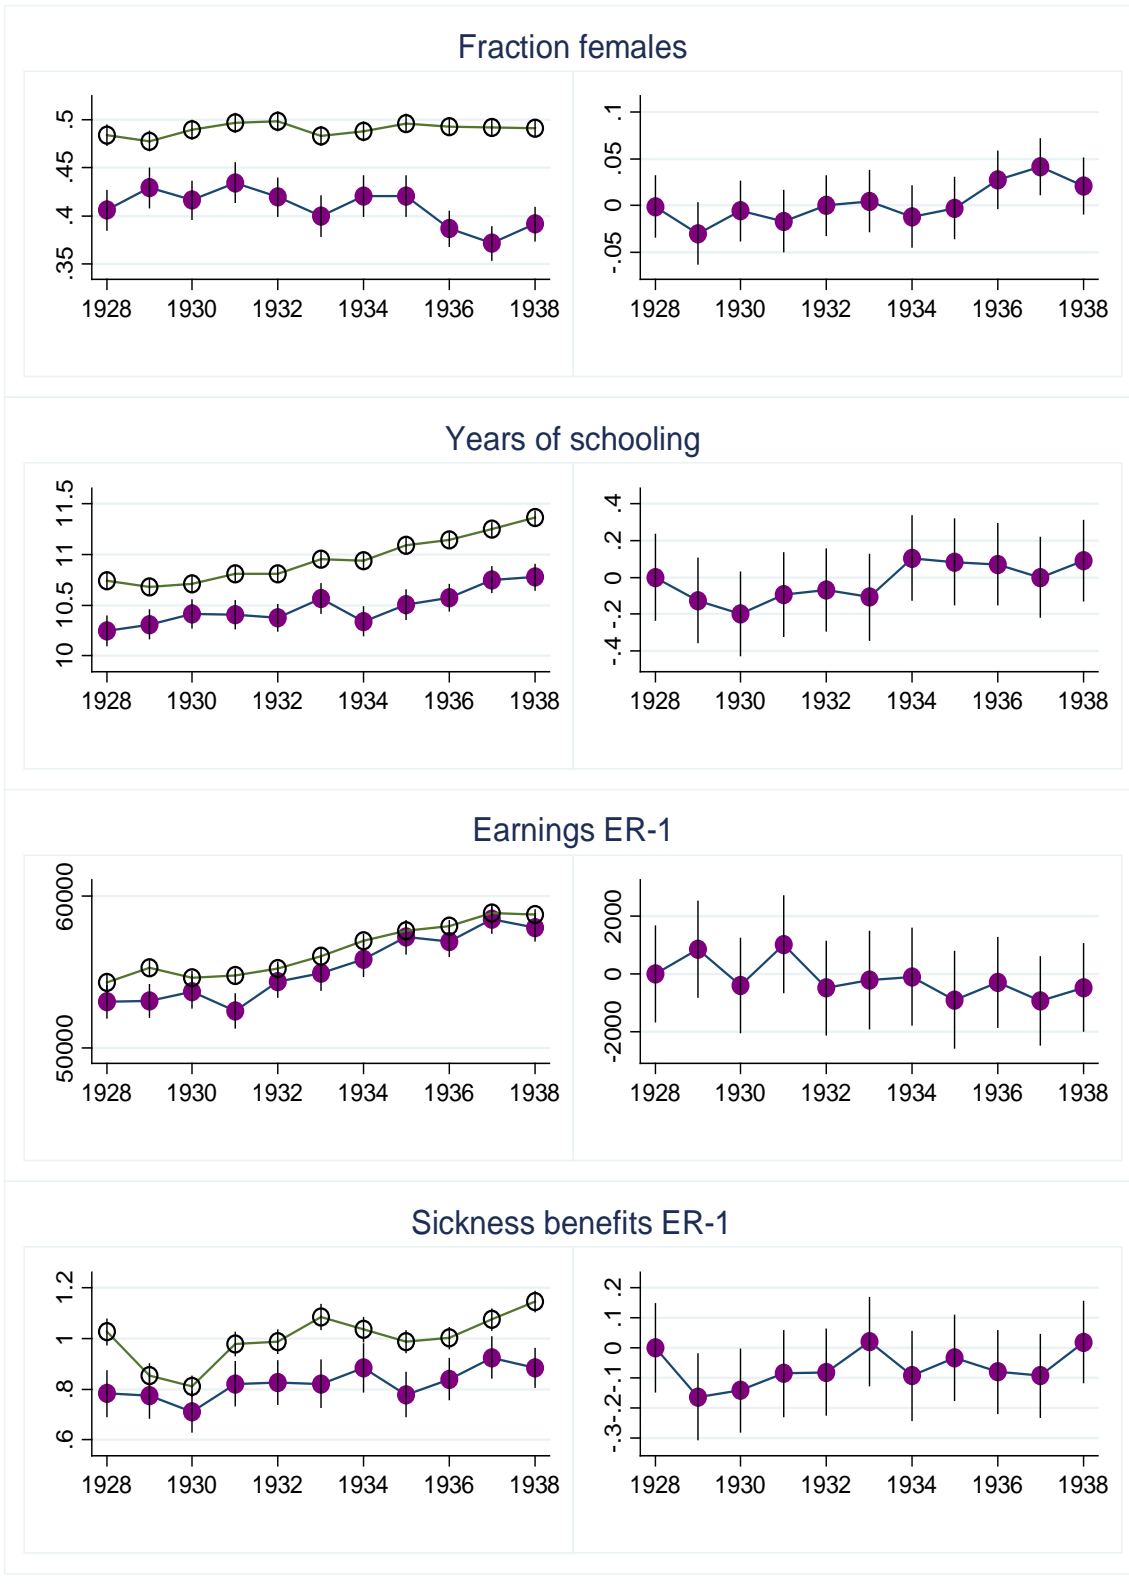 Fraction females
.5
.45
.4
.35
1928 1930 1932 1934 1936 1938
.1
.05
0
-.05
1928 1930 1932 1934 1936 1938
Years of schooling
11.5
11
10.5
10
1928 1930 1932 1934 1936 1938
.4
.2
0
-.2
-.4
1928 1930 1932 1934 1936 1938
Earnings ER-1
60000
50000
1928 1930 1932 1934 1936 1938
2000
0
-2000
1928 1930 1932 1934 1936 1938
Sickness benefits ER-1
1.2
1
.8
.6
1928 1930 1932 1934 1936 1938
.2
.1
0
-.1
-.2
-.3
1928 1930 1932 1934 1936 1938